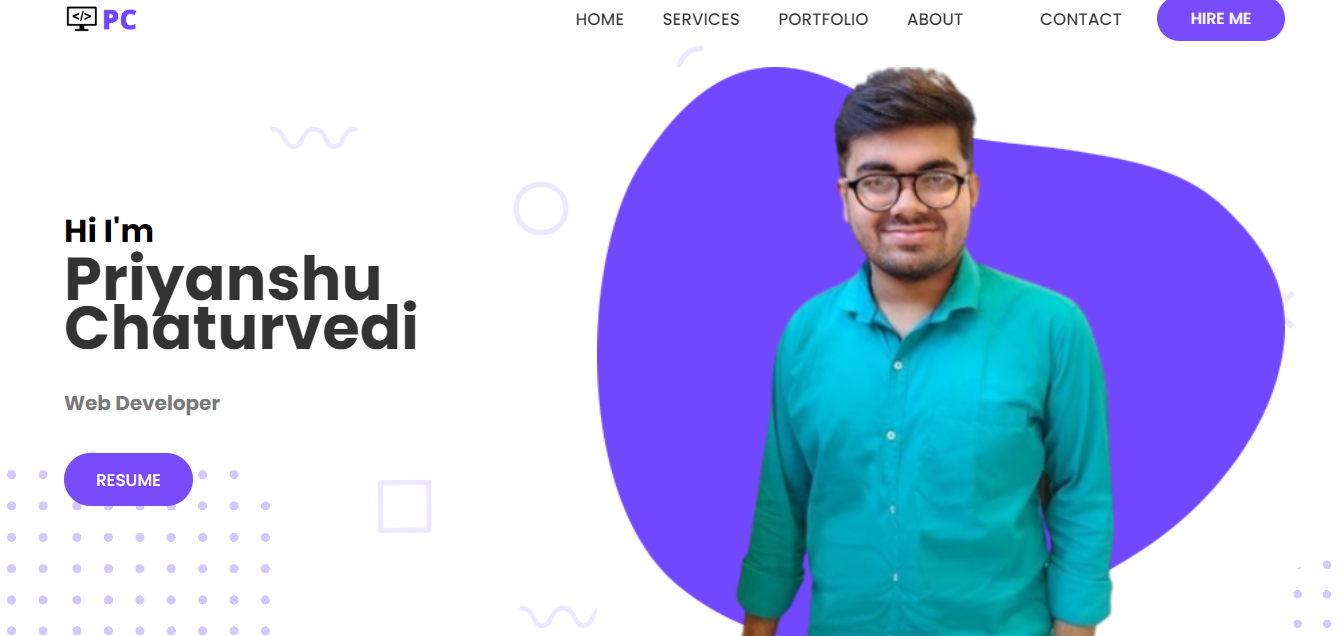 </> PC
HOME SERVICES PORTFOLIO ABOUT CONTACT HIRE ME
Hi I'm
Priyanshu
Chaturvedi
Web Developer
RESUME